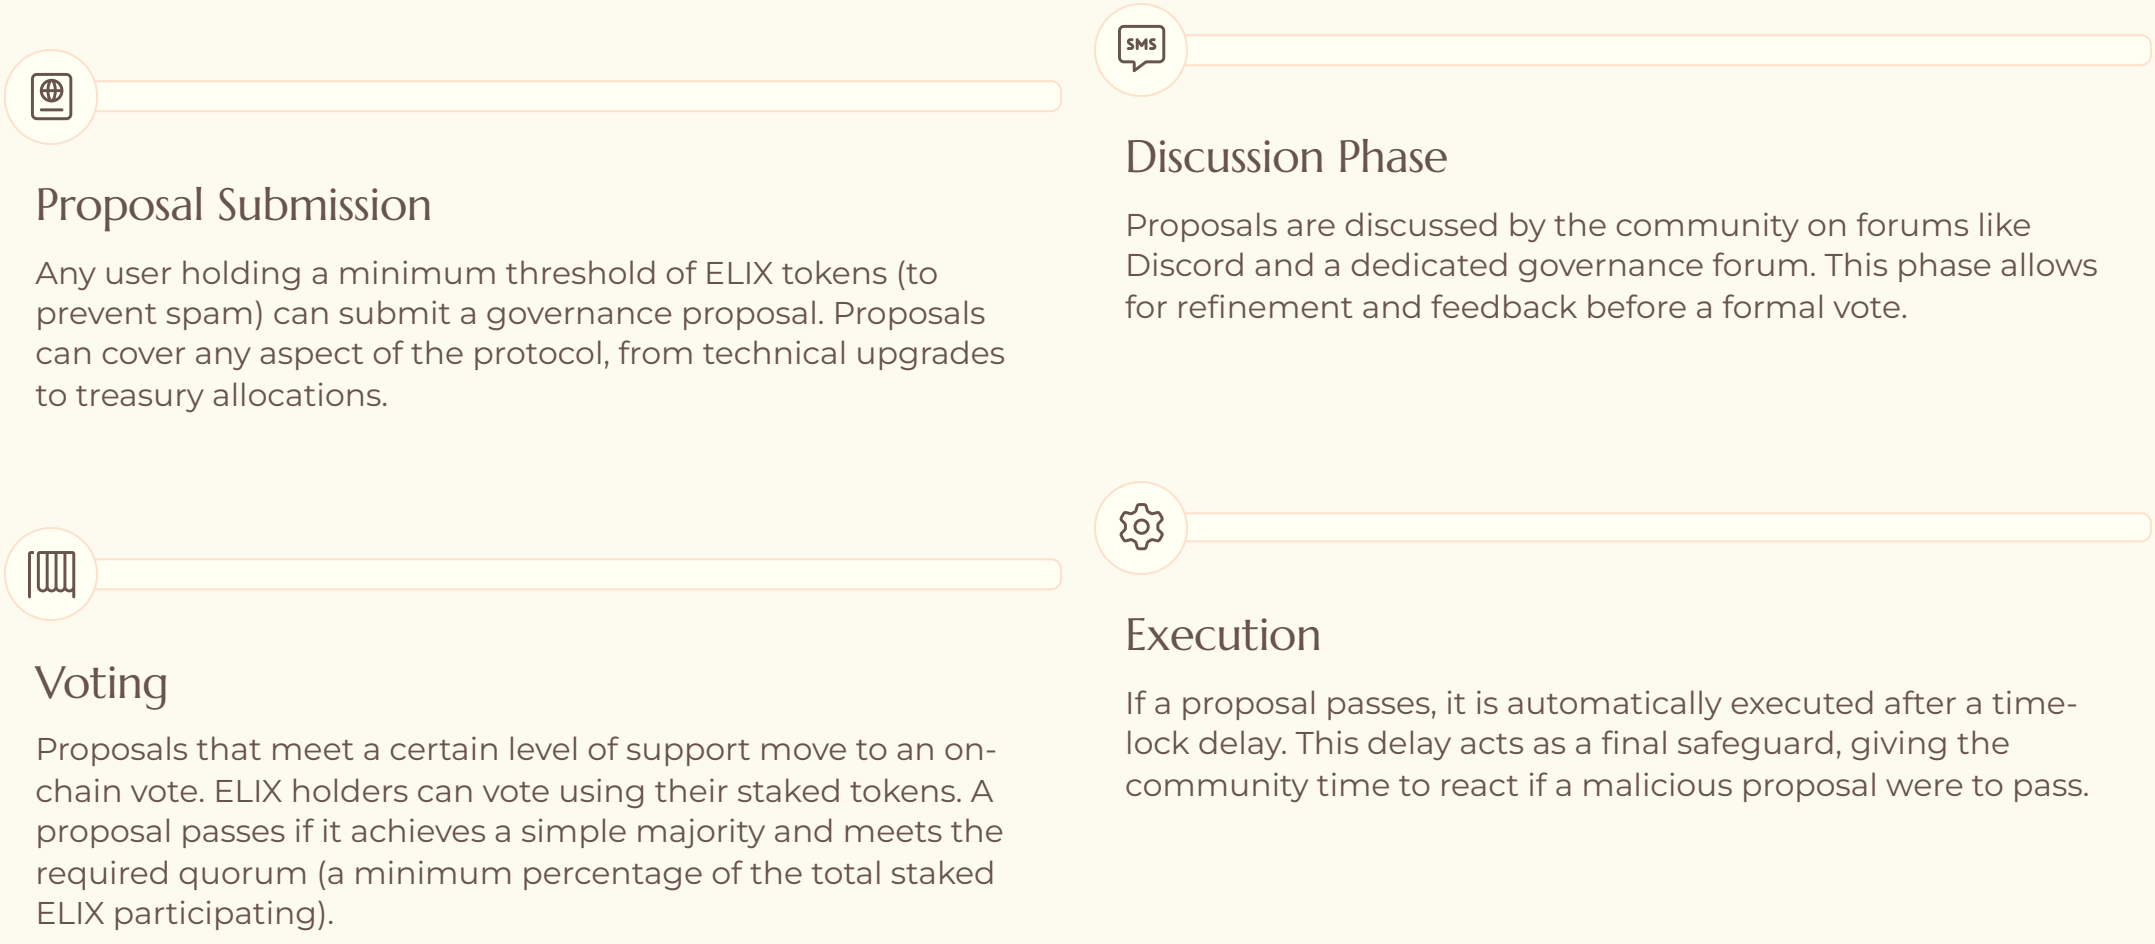 Proposal Submission
Any user holding a minimum threshold of ELIX tokens (to
prevent spam) can submit a governance proposal. Proposals
can cover any aspect of the protocol, from technical upgrades
to treasury allocations.
SMS
Discussion Phase
Proposals are discussed by the community on forums like
Discord and a dedicated governance forum. This phase allows
for refinement and feedback before a formal vote.
Voting
Proposals that meet a certain level of support move to an on-
chain vote. ELIX holders can vote using their staked tokens. A
proposal passes if it achieves a simple majority and meets the
required quorum (a minimum percentage of the total staked
ELIX participating).
Execution
If a proposal passes, it is automatically executed after a time-
lock delay. This delay acts as a final safeguard, giving the
community time to react if a malicious proposal were to pass.